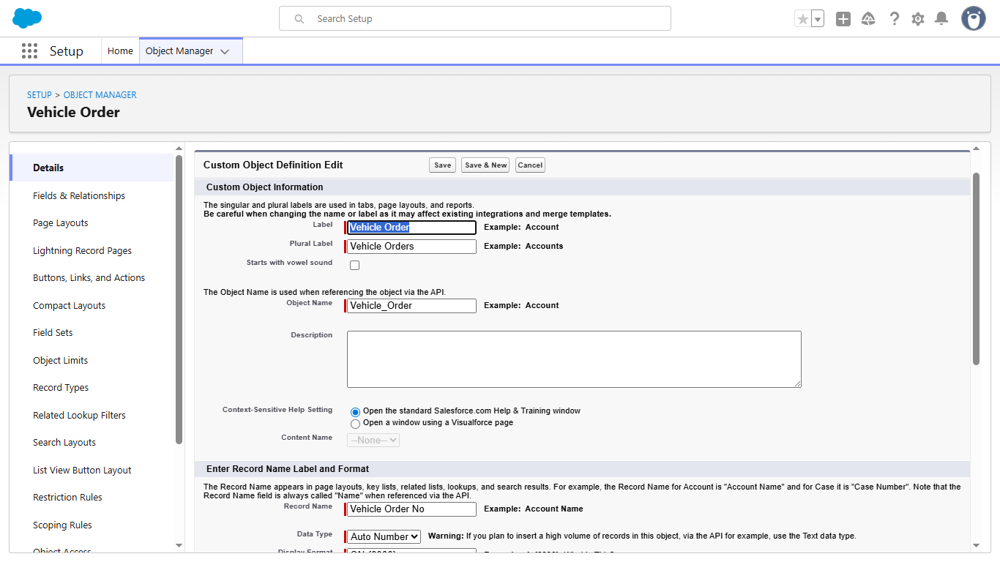 Search Setup
Setup
Home
Object Manager
SETUP > OBJECT MANAGER
Vehicle Order
Details
Fields & Relationships
Page Layouts
Lightning Record Pages
Buttons, Links, and Actions
Compact Layouts
Field Sets
Object Limits
Record Types
Related Lookup Filters
Search Layouts
List View Button Layout
Restriction Rules
Scoping Rules
Object Access
Custom Object Definition Edit
Save
Save & New
Cancel
Custom Object Information
The singular and plural labels are used in tabs, page layouts, and reports.
Be careful when changing the name or label as it may affect existing integrations and merge templates.
Label
Vehicle Order
Example: Account
Plural Label
Vehicle Orders
Example: Accounts
Starts with vowel sound
The Object Name is used when referencing the object via the API.
Object Name
Vehicle_Order
Example: Account
Description
Context-Sensitive Help Setting
Open the standard Salesforce.com Help & Training window
Open a window using a Visualforce page
Content Name
--None--
Enter Record Name Label and Format
The Record Name appears in page layouts, key lists, related lists, lookups, and search results. For example, the Record Name for Account is "Account Name" and for Case it is "Case Number". Note that the
Record Name field is always called "Name" when referenced via the API.
Record Name
Vehicle Order No
Example: Account Name
Data Type
Auto Number
Warning: If you plan to insert a high volume of records in this object, via the API for example, use the Text data type.
Display Format